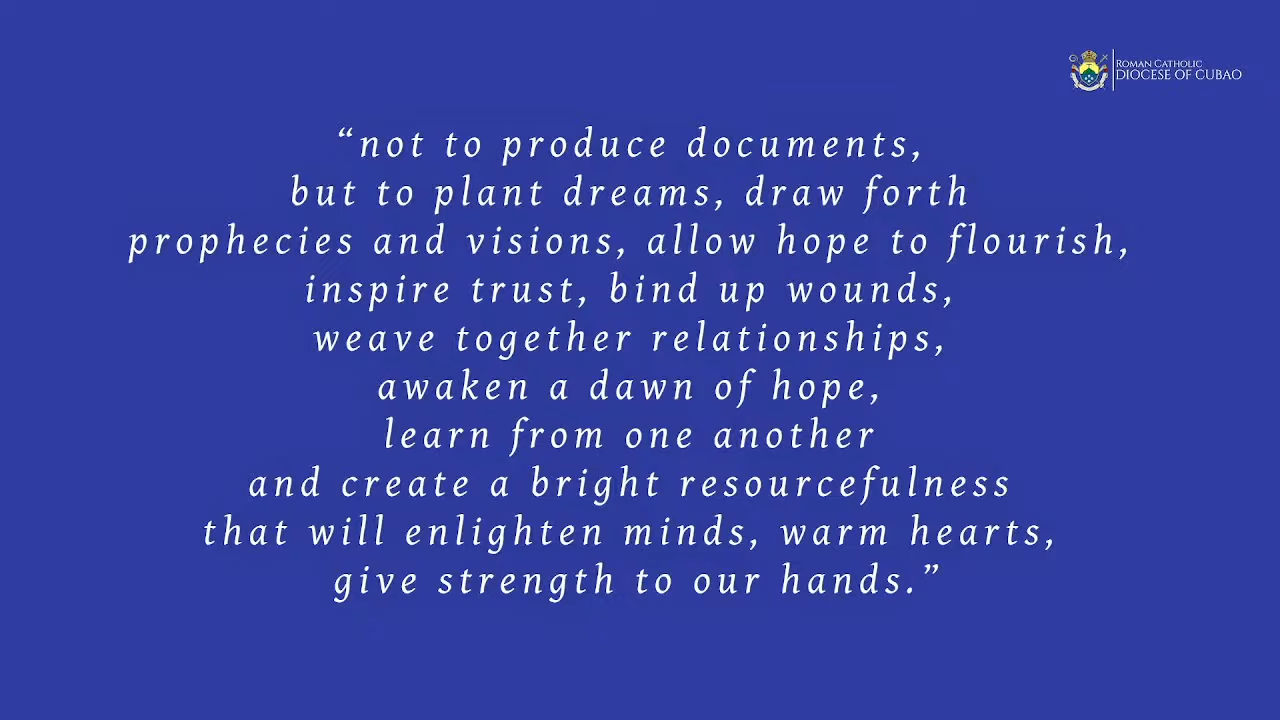 ROMAN CATHOLIC
DIOCESE OF CUBAO
“not to produce documents,
but to plant dreams, draw forth
prophecies and visions, allow hope to flourish,
inspire trust, bind up wounds,
weave together relationships,
awaken a dawn of hope,
learn from one another
and create a bright resourcefulness
that will enlighten minds, warm hearts,
give strength to our hands.”